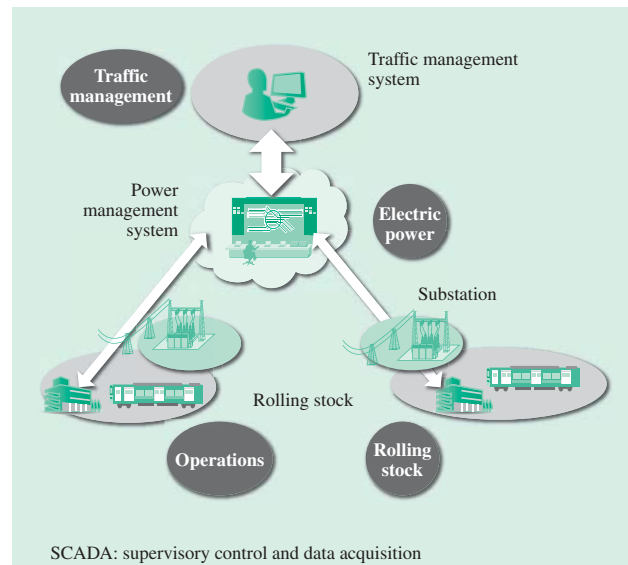 Traffic
management
Traffic management
system
Power
management
system
Electric
power
Substation
Rolling stock
Operations
Rolling
stock
SCADA: supervisory control and data acquisition